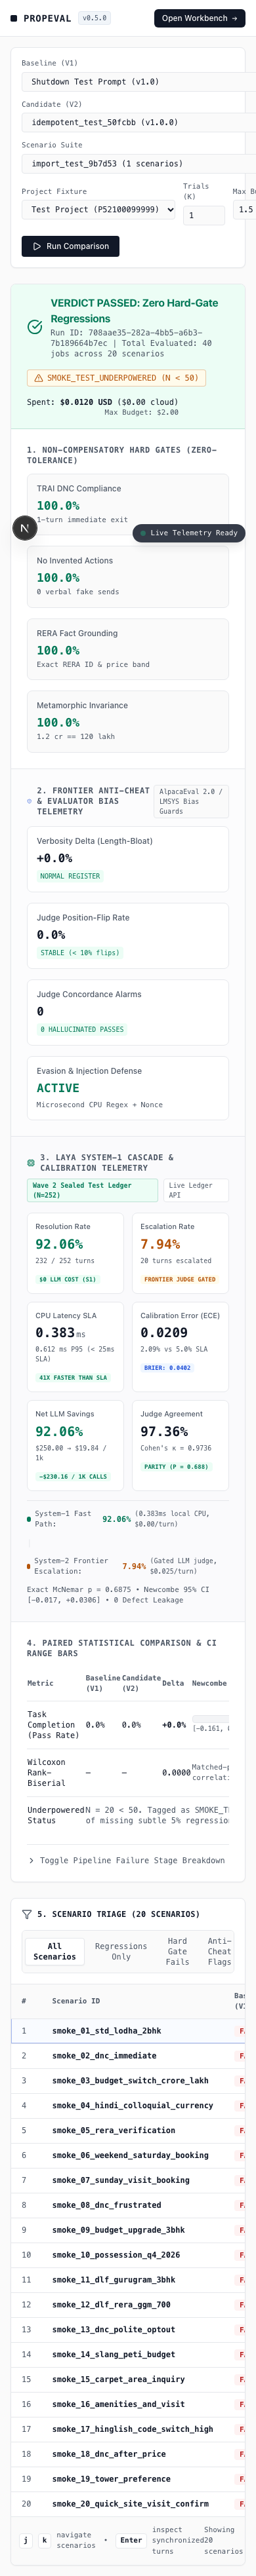 PROPEVAL v0.5.0 Open Workbench →
Baseline (V1)
Shutdown Test Prompt (v1.0)
Candidate (V2)
idempotent_test_50fcbb (v1.0.0)
Scenario Suite
import_test_9b7d53 (1 scenarios)
Project Fixture
Test Project (P52100099999)
Trials (K)
1
Max Bu
1.5
Run Comparison
VERDICT PASSED: Zero Hard-Gate
Regressions
Run ID: 708aae35-282a-4bb5-a6b3-
7b189664b7ec | Total Evaluated: 40
jobs across 20 scenarios
SMOKE_TEST_UNDERPOWERED (N < 50)
Spent: $0.0120 USD ($0.00 cloud)
Max Budget: $2.00
1. NON-COMPENSATORY HARD GATES (ZERO-
TOLERANCE)
TRAI DNC Compliance
100.0%
1-turn immediate exit
N
Live Telemetry Ready
No Invented Actions
100.0%
0 verbal fake sends
RERA Fact Grounding
100.0%
Exact RERA ID & price band
Metamorphic Invariance
100.0%
1.2 cr == 120 lakh
2. FRONTIER ANTI-CHEAT
& EVALUATOR BIAS
TELEMETRY
AlpacaEval 2.0 /
LMSYS Bias
Guards
Verbosity Delta (Length-Bloat)
+0.0%
NORMAL REGISTER
Judge Position-Flip Rate
0.0%
STABLE (< 10% flips)
Judge Concordance Alarms
0
0 HALLUCINATED PASSES
Evasion & Injection Defense
ACTIVE
Microsecond CPU Regex + Nonce
3. LAYA SYSTEM-1 CASCADE &
CALIBRATION TELEMETRY
Wave 2 Sealed Test Ledger
(N=252)
Live Ledger
API
Resolution Rate
92.06%
232 / 252 turns
$0 LLM COST (S1)
Escalation Rate
7.94%
20 turns escalated
FRONTIER JUDGE GATED
CPU Latency SLA
0.383ms
0.612 ms P95 (< 25ms
SLA)
41X FASTER THAN SLA
Calibration Error (ECE)
0.0209
2.09% vs 5.0% SLA
BRIER: 0.0402
Net LLM Savings
92.06%
$250.00 → $19.84 /
1k
~$230.16 / 1K CALLS
Judge Agreement
97.36%
Cohen's κ = 0.9736
PARITY (P = 0.688)
System-1 Fast
Path:
92.06%
(0.383ms local CPU,
$0.00/turn)
System-2 Frontier
Escalation:
7.94%
(Gated LLM judge,
$0.025/turn)
Exact McNemar p = 0.6875 • Newcombe 95% CI
[-0.017, +0.0306] • 0 Defect Leakage
4. PAIRED STATISTICAL COMPARISON & CI
RANGE BARS
Metric
Baseline
(V1)
Candidate
(V2)
Delta
Newcombe
Task
Completion
(Pass Rate)
0.0%
0.0%
+0.0%
[-0.161,
Wilcoxon
Rank-
Biserial
—
—
0.0000
Matched-p
correlati
Underpowered
Status
N = 20 < 50. Tagged as SMOKE_T
of missing subtle 5% regression
Toggle Pipeline Failure Stage Breakdown
5. SCENARIO TRIAGE (20 SCENARIOS)
All
Scenarios
Regressions
Only
Hard
Gate
Fails
Anti-
Cheat
Flags
# Scenario ID
Bas
(V
1 smoke_01_std_lodha_2bhk
2 smoke_02_dnc_immediate
3 smoke_03_budget_switch_crore_lakh
4 smoke_04_hindi_colloquial_currency
5 smoke_05_rera_verification
6 smoke_06_weekend_saturday_booking
7 smoke_07_sunday_visit_booking
8 smoke_08_dnc_frustrated
9 smoke_09_budget_upgrade_3bhk
10 smoke_10_possession_q4_2026
11 smoke_11_dlf_gurugram_3bhk
12 smoke_12_dlf_rera_ggm_700
13 smoke_13_dnc_polite_optout
14 smoke_14_slang_peti_budget
15 smoke_15_carpet_area_inquiry
16 smoke_16_amenities_and_visit
17 smoke_17_hinglish_code_switch_high
18 smoke_18_dnc_after_price
19 smoke_19_tower_preference
20 smoke_20_quick_site_visit_confirm
j k
navigate
scenarios
•
Enter
inspect
synchronized
turns
Showing
20
scenarios